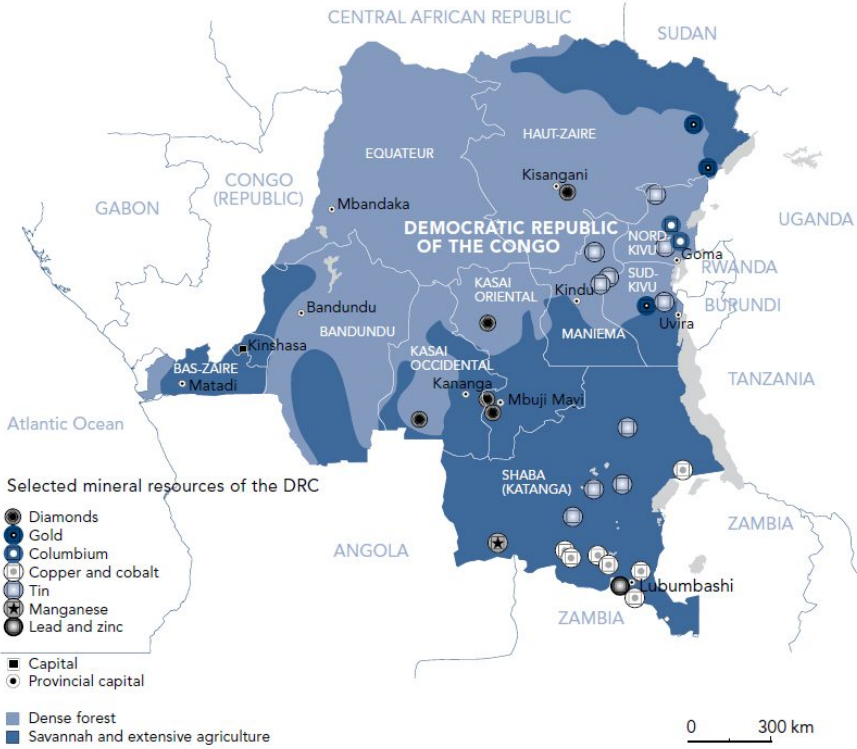 CENTRAL AFRICAN REPUBLIC
SUDAN
HAUT-ZAIRE
EQUATEUR
Kisangani
CONGO
(REPUBLIC)
GABON
Mbandaka
UGANDA
DEMOCRATIC REPUBLIC
OF THE CONGO
NORD-
KIVU
Goma
RWANDA
SUD-
KIVU
KASAI
ORIENTAL
Kindu
BURUNDI
Bandundu
BANDUNDU
Uvira
MANIEMA
Kinshasa
KASAI
OCCIDENTAL
BAS-ZAIRE
Matadi
Kananga
Mbuji Mavi
TANZANIA
Atlantic Ocean
SHABA
(KATANGA)
Selected mineral resources of the DRC
Diamonds
Gold
Columbium
Copper and cobalt
Tin
Manganese
Lead and zinc
ANGOLA
ZAMBIA
Lubumbashi
ZAMBIA
Capital
Provincial capital
Dense forest
Savannah and extensive agriculture
0 300 km